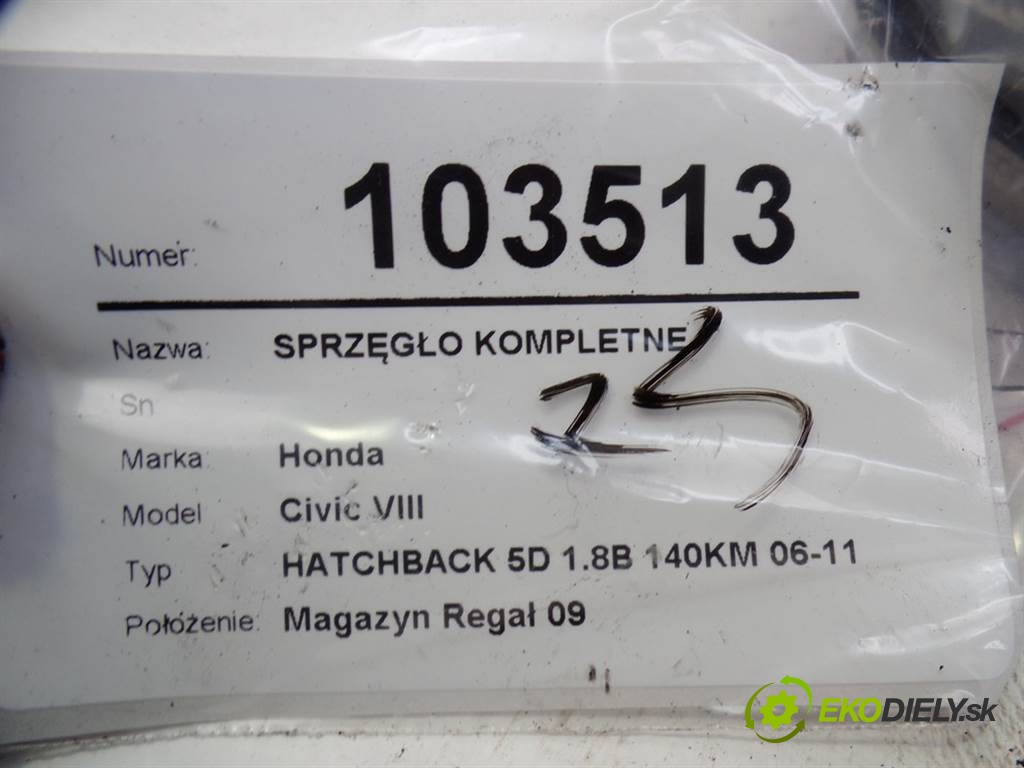 Numer: 103513
Nazwa: SPRZĘGŁO KOMPLETNE
25
Sn
Marka: Honda
Model Civic VIII
Typ HATCHBACK 5D 1.8B 140KM 06-11
Położenie: Magazyn Regał 09
EKODIELY.sk